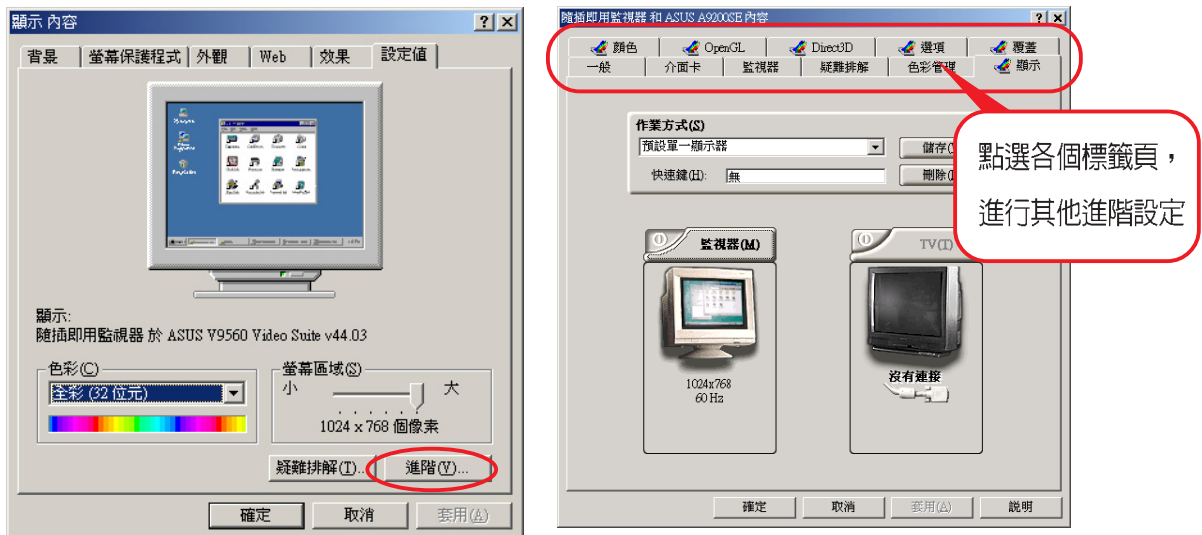 顯示 內容
背景 螢幕保護程式 外觀 Web 效果 設定值
顯示:
隨插即用監視器 於 ASUS V9560 Video Suite v44.03
色彩(C)
全彩 (32 位元)
螢幕區域(S)
小 大
1024 x 768 個像素
疑難排解(T)... 進階(V)...
確定 取消 套用(A)
隨插即用監視器 和 ASUS A9200SE 內容
顏色 OpenGL Direct3D 選項 覆蓋
一般 介面卡 監視器 疑難排解 色彩管理 顯示
作業方式(S)
預設單一顯示器 儲存(
快速鍵(H): 無 刪除(
點選各個標籤頁，
進行其他進階設定
監視器(M) TV(T)
1024x768
60 Hz
沒有連接
確定 取消 套用(A) 說明